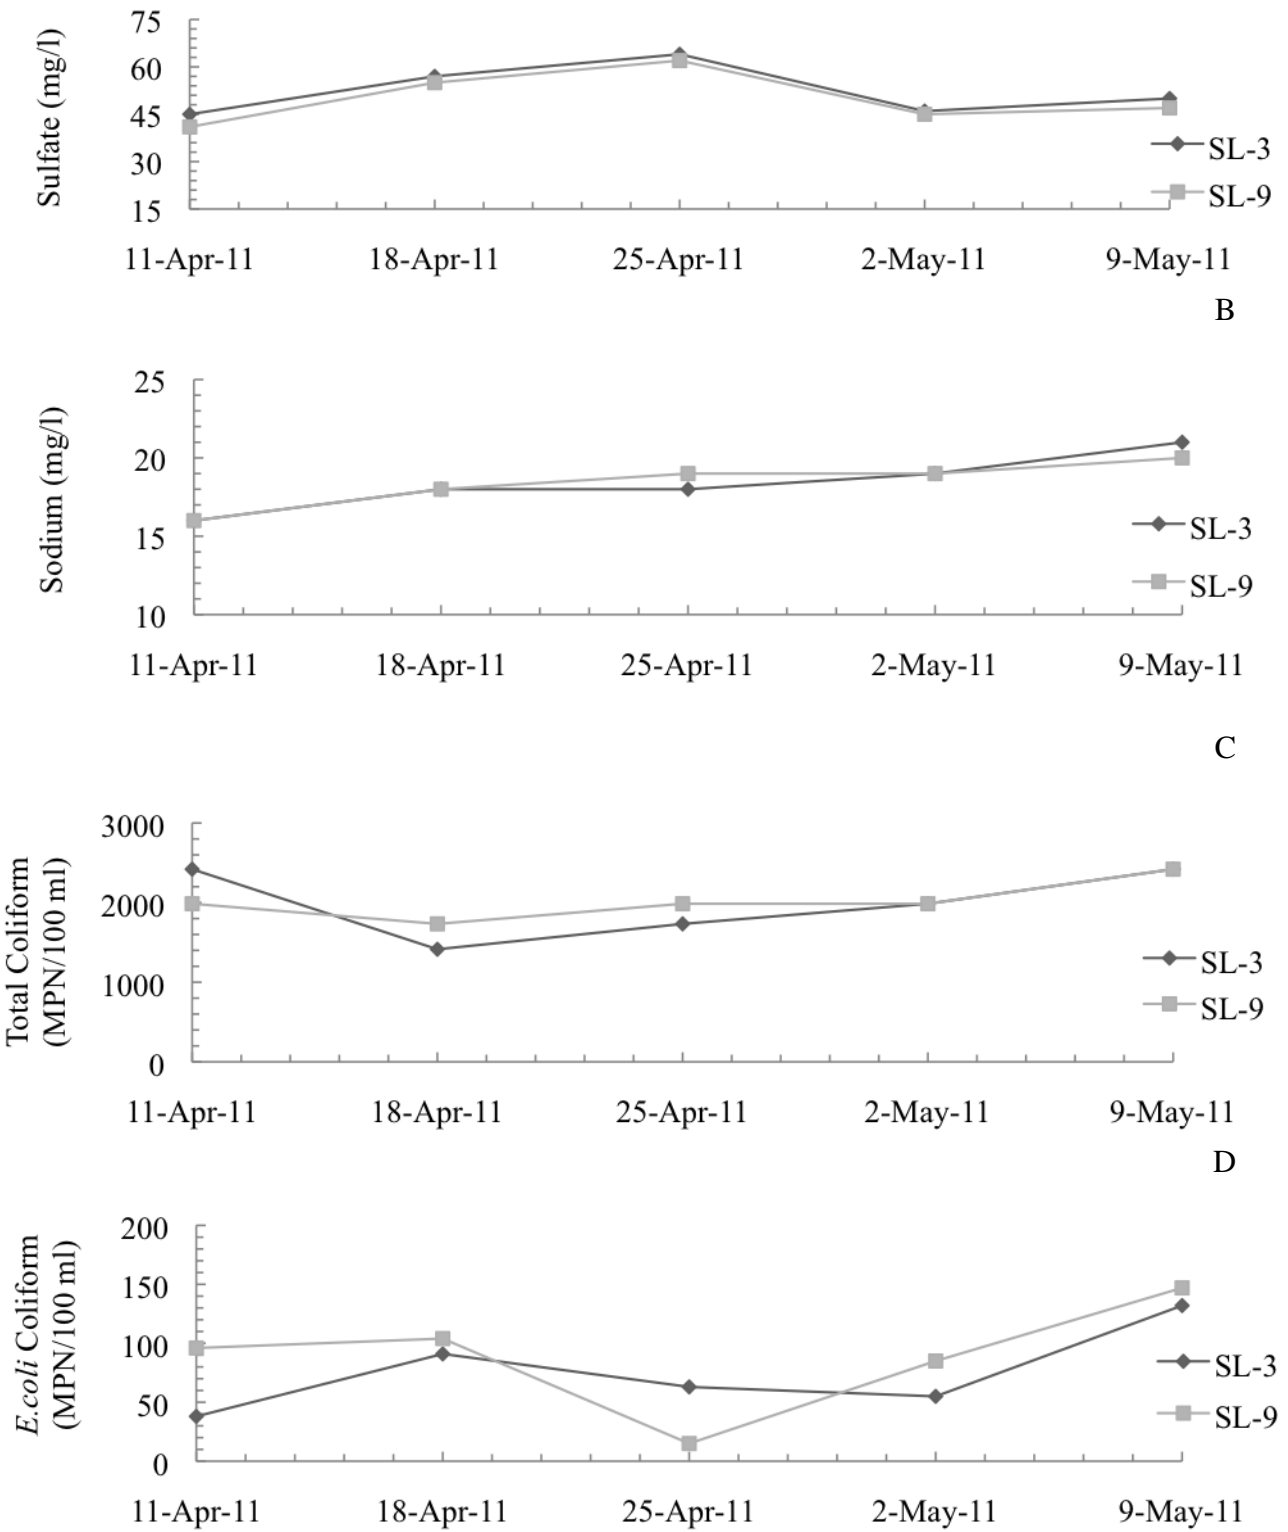 75
60
45
30
15
Sulfate (mg/l)
SL-3
SL-9
11-Apr-11 18-Apr-11 25-Apr-11 2-May-11 9-May-11
B
25
20
15
10
Sodium (mg/l)
SL-3
SL-9
11-Apr-11 18-Apr-11 25-Apr-11 2-May-11 9-May-11
C
3000
2000
1000
0
Total Coliform
(MPN/100 ml)
SL-3
SL-9
11-Apr-11 18-Apr-11 25-Apr-11 2-May-11 9-May-11
D
200
150
100
50
0
E.coli Coliform
(MPN/100 ml)
SL-3
SL-9
11-Apr-11 18-Apr-11 25-Apr-11 2-May-11 9-May-11